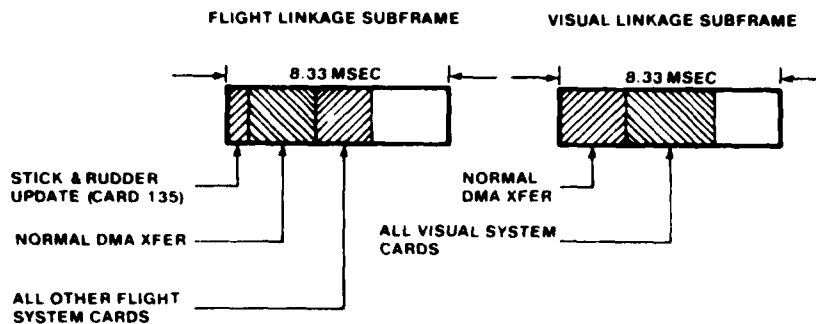 FLIGHT LINKAGE SUBFRAME
VISUAL LINKAGE SUBFRAME
8.33 MSEC
8.33 MSEC
STICK & RUDDER
UPDATE (CARD 135)
NORMAL DMA XFER
ALL OTHER FLIGHT
SYSTEM CARDS
NORMAL
DMA XFER
ALL VISUAL SYSTEM
CARDS